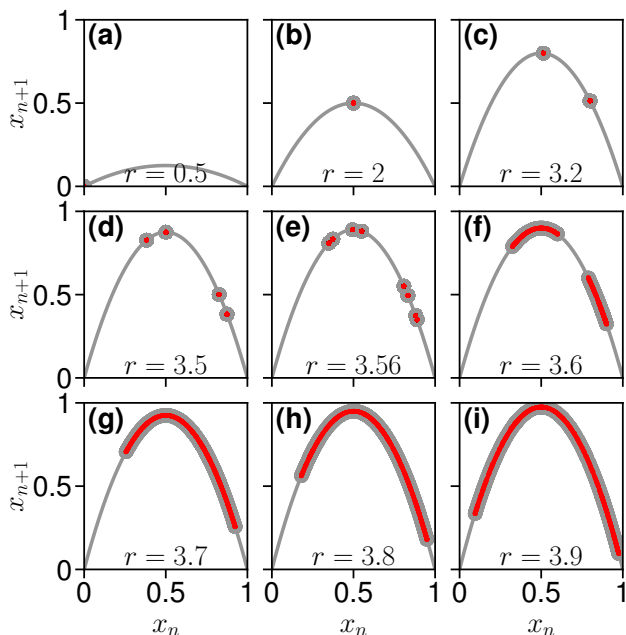 1
(a)
(b)
(c)
x_{n+1}
0.5
0
r = 0.5
r = 2
r = 3.2
1
(d)
(e)
(f)
x_{n+1}
0.5
0
r = 3.5
r = 3.56
r = 3.6
1
(g)
(h)
(i)
x_{n+1}
0.5
0
r = 3.7
r = 3.8
r = 3.9
0 0.5 1
0 0.5 1
0 0.5 1
x_n
x_n
x_n